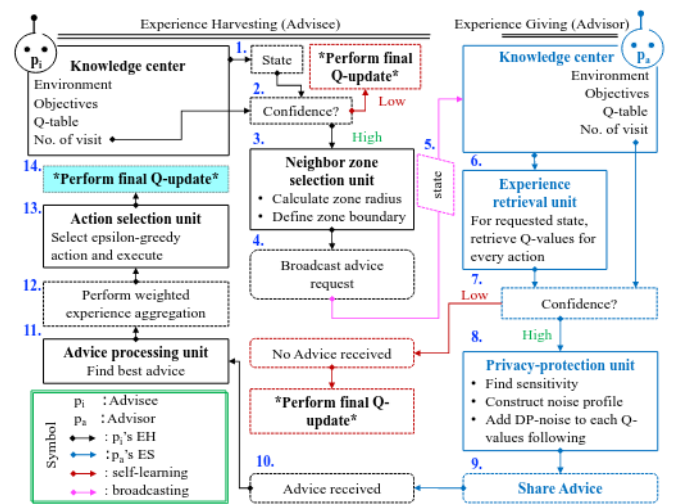 Experience Harvesting (Advisee)
Experience Giving (Advisor)
p_i
Knowledge center
Environment
Objectives
Q-table
No. of visit
1.
State
2.
Confidence?
*Perform final
Q-update*
Low
High
3.
Neighbor zone
selection unit
• Calculate zone radius
• Define zone boundary
4.
Broadcast advice
request
5.
state
p_a
Knowledge center
Environment
Objectives
Q-table
No. of visit
6.
Experience
retrieval unit
For requested state,
retrieve Q-values for
every action
7.
Confidence?
Low
High
8.
Privacy-protection unit
• Find sensitivity
• Construct noise profile
• Add DP-noise to each Q-
values following
9.
Share Advice
No Advice received
*Perform final Q-
update*
10.
Advice received
11.
Advice processing unit
Find best advice
12.
Perform weighted
experience aggregation
13.
Action selection unit
Select epsilon-greedy
action and execute
14.
*Perform final Q-update*
Symbol
p_i : Advisee
p_a : Advisor
: p_i's EH
: p_a's ES
: self-learning
: broadcasting